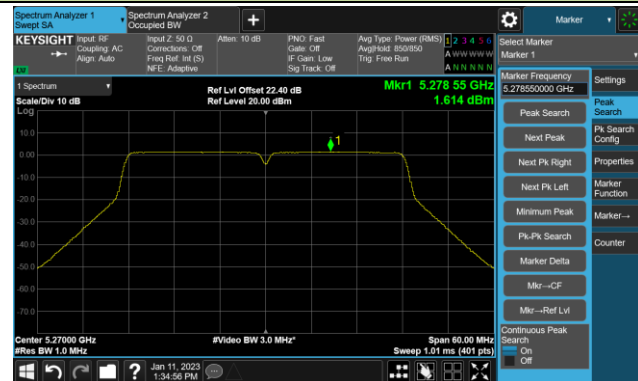 Spectrum Analyzer 1
Swept SA
Spectrum Analyzer 2
Occupied BW
+
Marker
KEYSIGHT
Input: RF
Coupling: AC
Align: Auto
Input Z: 50 Ω
Corrections: Off
Freq Ref: Int (S)
NFE: Adaptive
Atten: 10 dB
PNO: Fast
Gate: Off
IF Gain: Low
Sig Track: Off
Avg Type: Power (RMS)
Avg|Hold: 850/850
Trig: Free Run
1 2 3 4 5 6
A W W W W W
A N N N N N
Select Marker
Marker 1
1 Spectrum
Scale/Div 10 dB
Log
Ref Lvl Offset 22.40 dB
Ref Level 20.00 dBm
Mkr1 5.278 55 GHz
1.614 dBm
10.0
0.00
-10.0
-20.0
-30.0
-40.0
-50.0
-60.0
-70.0
1
Center 5.27000 GHz
#Res BW 1.0 MHz
#Video BW 3.0 MHz*
Span 60.00 MHz
Sweep 1.01 ms (401 pts)
Marker Frequency
5.278550000 GHz
Peak Search
Next Peak
Next Pk Right
Next Pk Left
Minimum Peak
Pk-Pk Search
Marker Delta
Mkr→CF
Mkr→Ref Lvl
Continuous Peak
Search
On
Off
Settings
Peak
Search
Pk Search
Config
Properties
Marker
Function
Marker→
Counter
?
Jan 11, 2023
1:34:56 PM